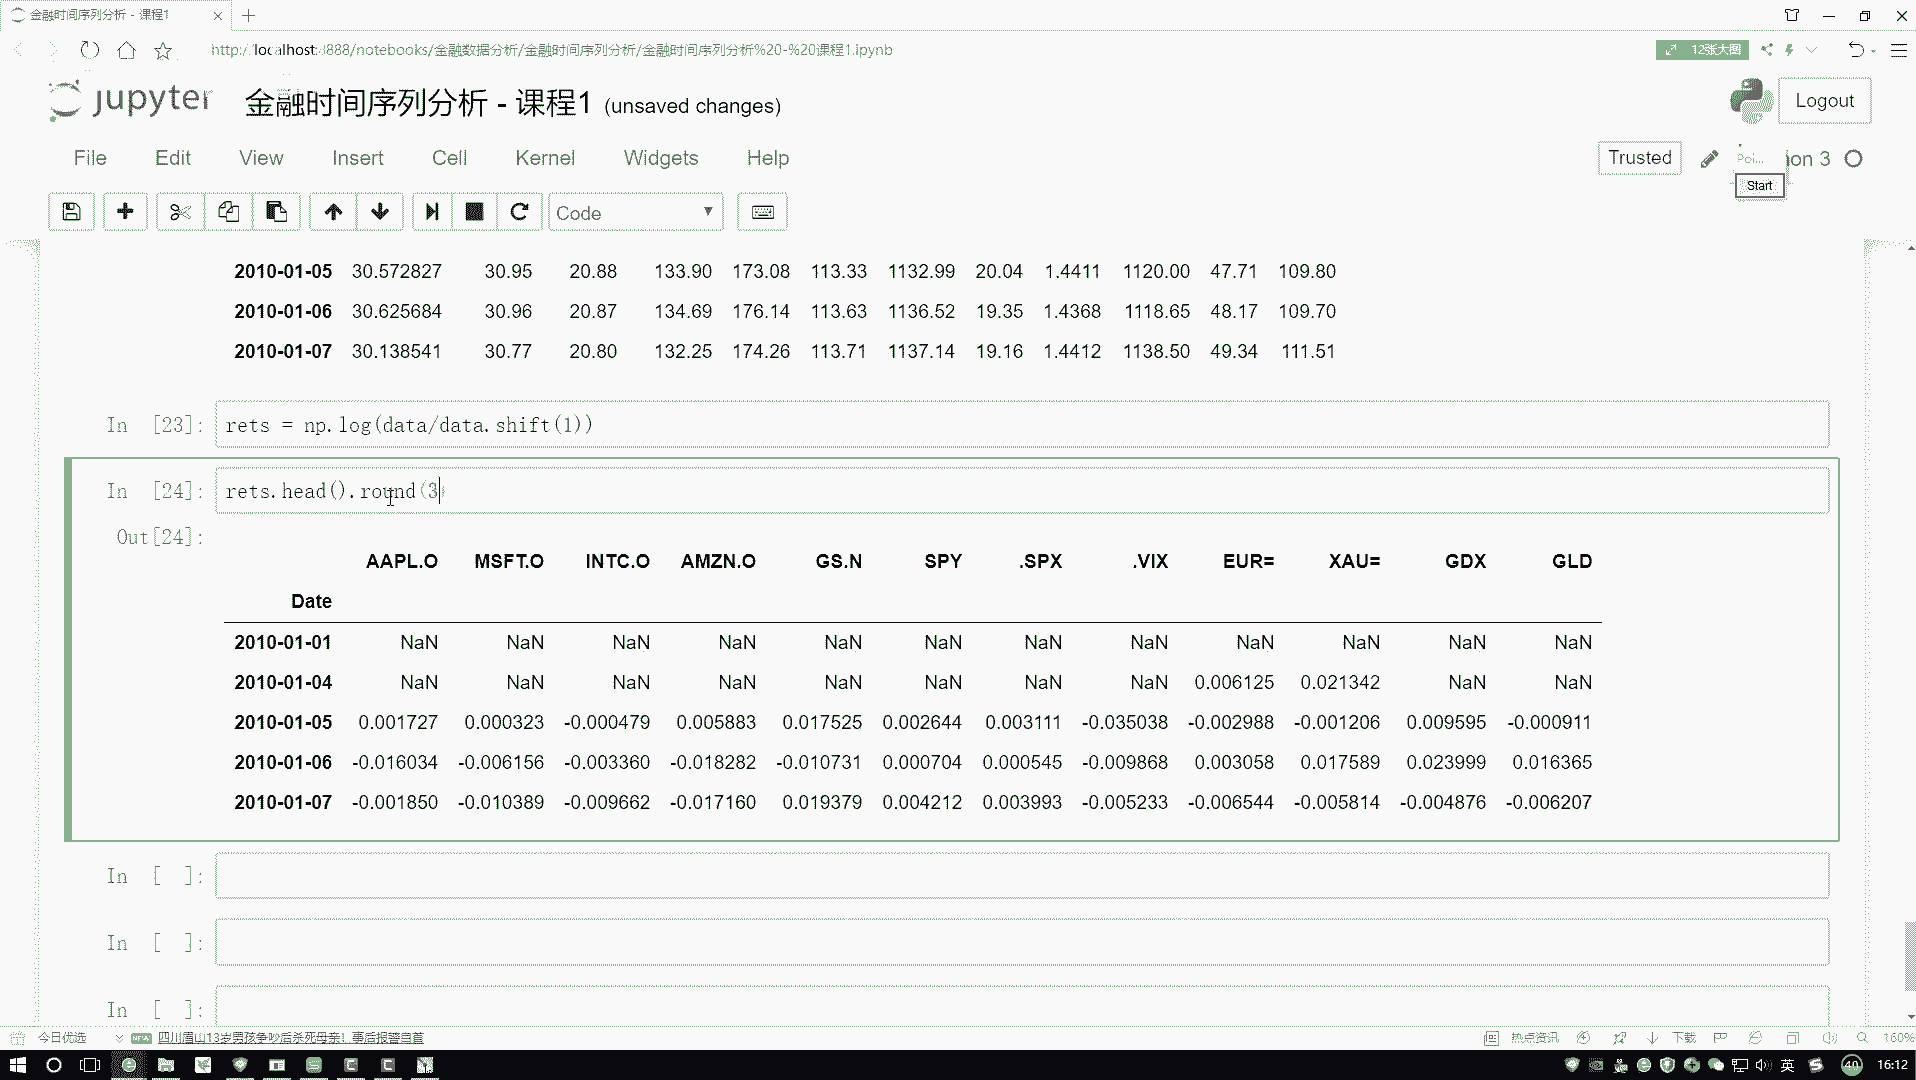 金融时间序列分析 - 课程1
http://localhost:8888/notebooks/金融数据分析/金融时间序列分析/金融时间序列分析%20-%20课程1.ipynb
12张大图
jupyter 金融时间序列分析 - 课程1 (unsaved changes)
Logout
File Edit View Insert Cell Kernel Widgets Help
Trusted Poi... hon 3
Start
Code
2010-01-05 30.572827 30.95 20.88 133.90 173.08 113.33 1132.99 20.04 1.4411 1120.00 47.71 109.80
2010-01-06 30.625684 30.96 20.87 134.69 176.14 113.63 1136.52 19.35 1.4368 1118.65 48.17 109.70
2010-01-07 30.138541 30.77 20.80 132.25 174.26 113.71 1137.14 19.16 1.4412 1138.50 49.34 111.51
In [23]: rets = np.log(data/data.shift(1))
In [24]: rets.head().round(3
Out[24]:
AAPL.O MSFT.O INTC.O AMZN.O GS.N SPY .SPX .VIX EUR= XAU= GDX GLD
Date
2010-01-01 NaN NaN NaN NaN NaN NaN NaN NaN NaN NaN NaN NaN
2010-01-04 NaN NaN NaN NaN NaN NaN NaN NaN 0.006125 0.021342 NaN NaN
2010-01-05 0.001727 0.000323 -0.000479 0.005883 0.017525 0.002644 0.003111 -0.035038 -0.002988 -0.001206 0.009595 -0.000911
2010-01-06 -0.016034 -0.006156 -0.003360 -0.018282 -0.010731 0.000704 0.000545 -0.009868 0.003058 0.017589 0.023999 0.016365
2010-01-07 -0.001850 -0.010389 -0.009662 -0.017160 0.019379 0.004212 0.003993 -0.005233 -0.006544 -0.005814 -0.004876 -0.006207
In [ ]:
In [ ]:
In [ ]:
今日优选 NEW 四川眉山13岁男孩争吵后杀死母亲！事后报警自首
热点资讯 下载 160%
英 40 16:12